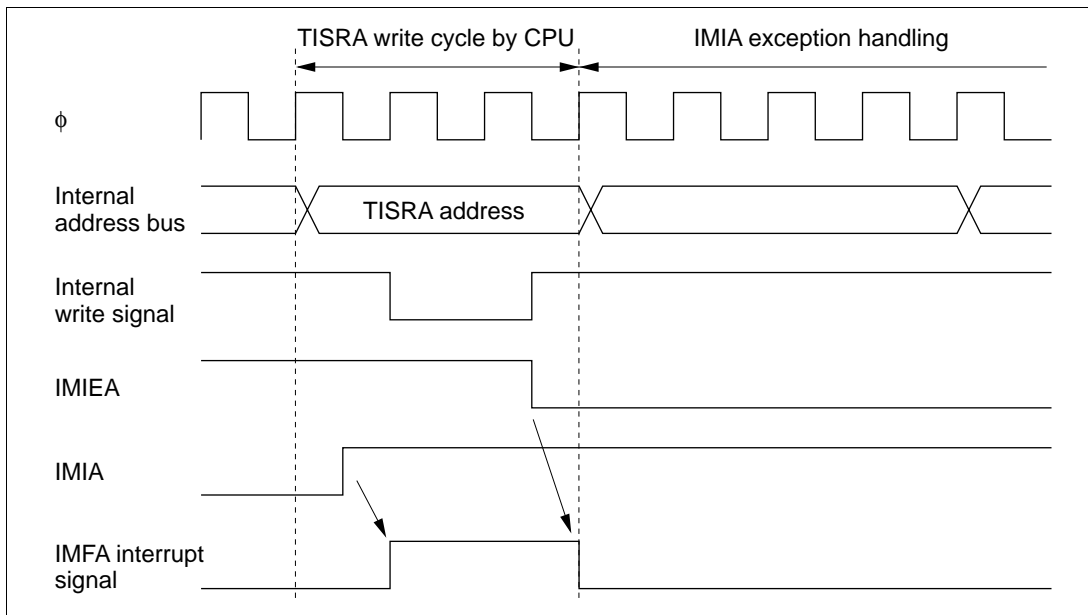 TISRA write cycle by CPU
IMIA exception handling
ϕ
Internal
address bus
TISRA address
Internal
write signal
IMIEA
IMIA
IMFA interrupt
signal